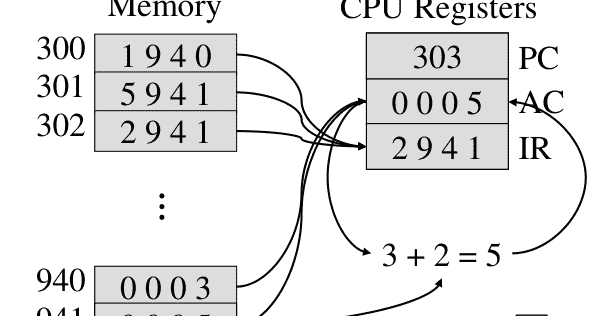 Memory
CPU Registers
300 1 9 4 0
301 5 9 4 1
302 2 9 4 1
303 PC
0 0 0 5 AC
2 9 4 1 IR
⋮
3 + 2 = 5
940 0 0 0 3
941